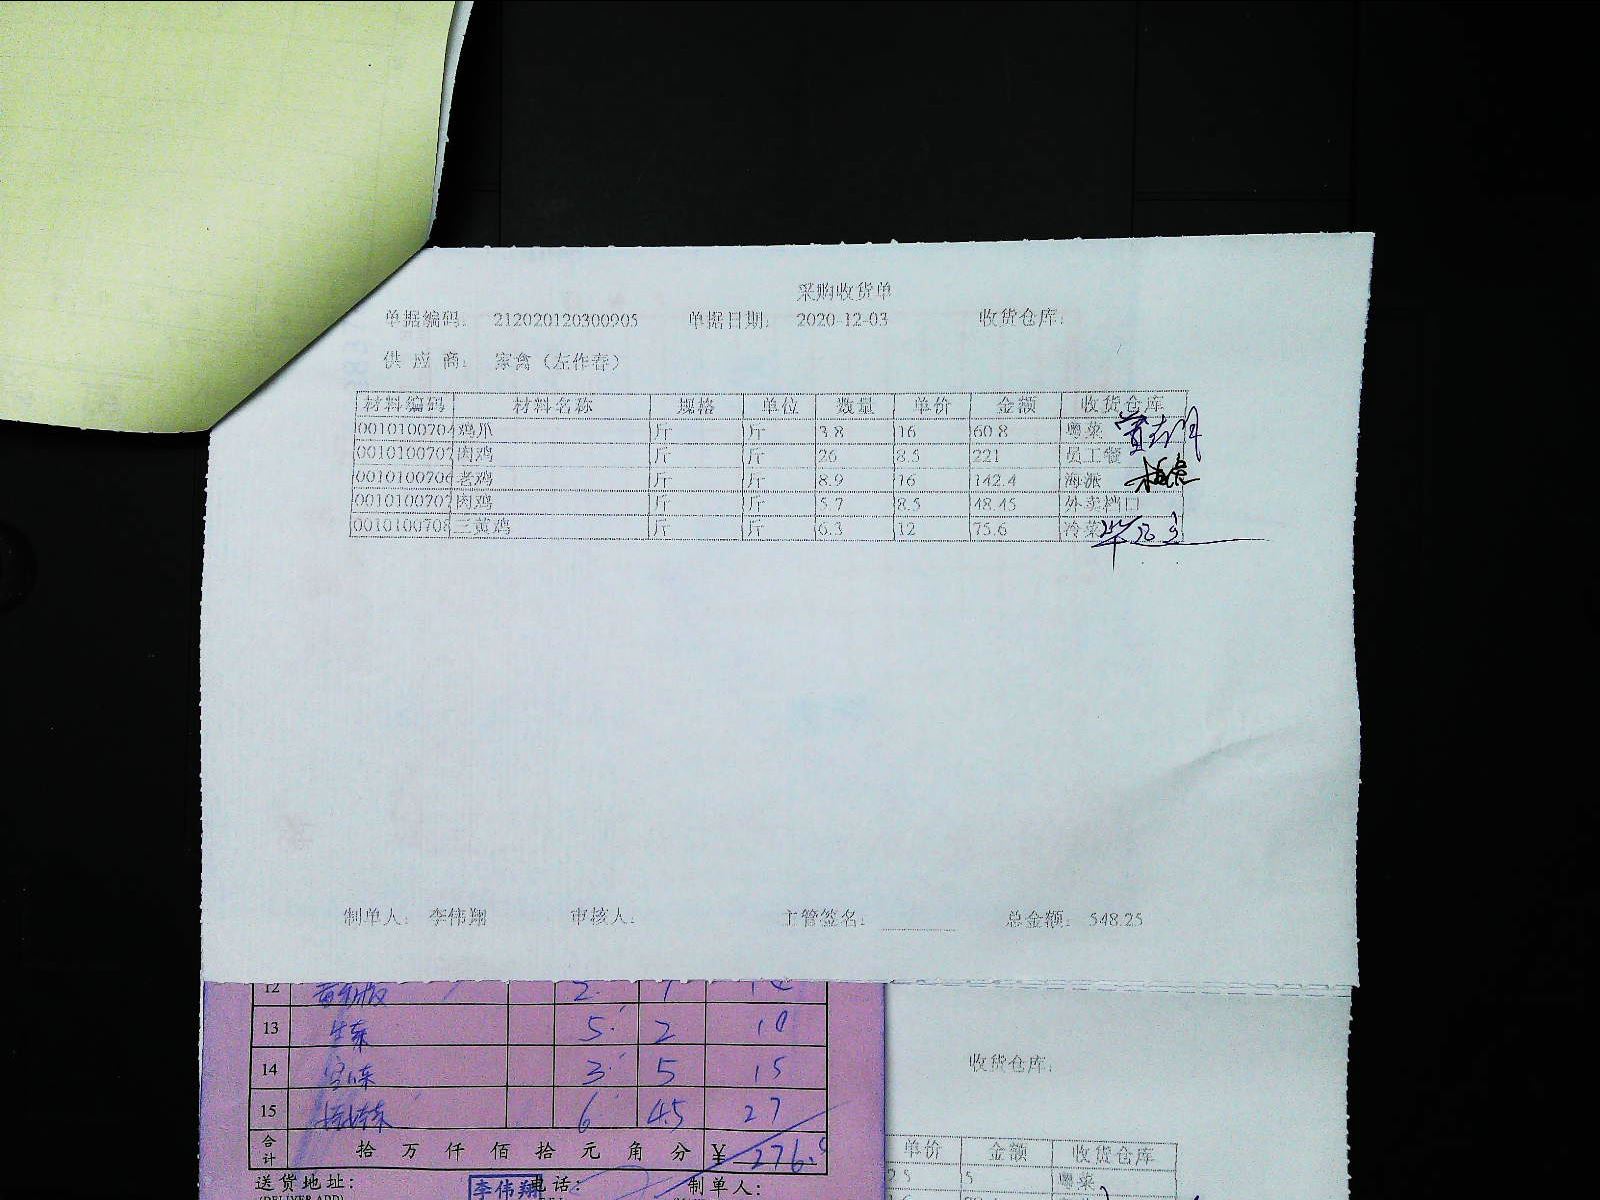 采购收货单
单据编码： 212020120300905 单据日期： 2020-12-03 收货仓库：
供 应 商： 家禽（左作春）
材料编码 材料名称 规格 单位 数量 单价 金额 收货仓库
0010100704 鸡爪 斤 斤 3.8 16 60.8 粤菜
0010100707 肉鸡 斤 斤 26 8.5 221 员工餐
0010100706 老鸡 斤 斤 8.9 16 142.4 海派
0010100707 肉鸡 斤 斤 5.7 8.5 48.45 外卖档口
0010100708 三黄鸡 斤 斤 6.3 12 75.6 冷菜
制单人： 李伟翔 审核人： 主管签名： 总金额： 548.25
12 2
13 5 2 10
14 3 5 15
15 6 4.5 27
合计 拾 万 仟 佰 拾 元 角 分 ¥ 276.
送货地址： 李伟翔 电话： 制单人：
收货仓库：
单价 金额 收货仓库
5 粤菜